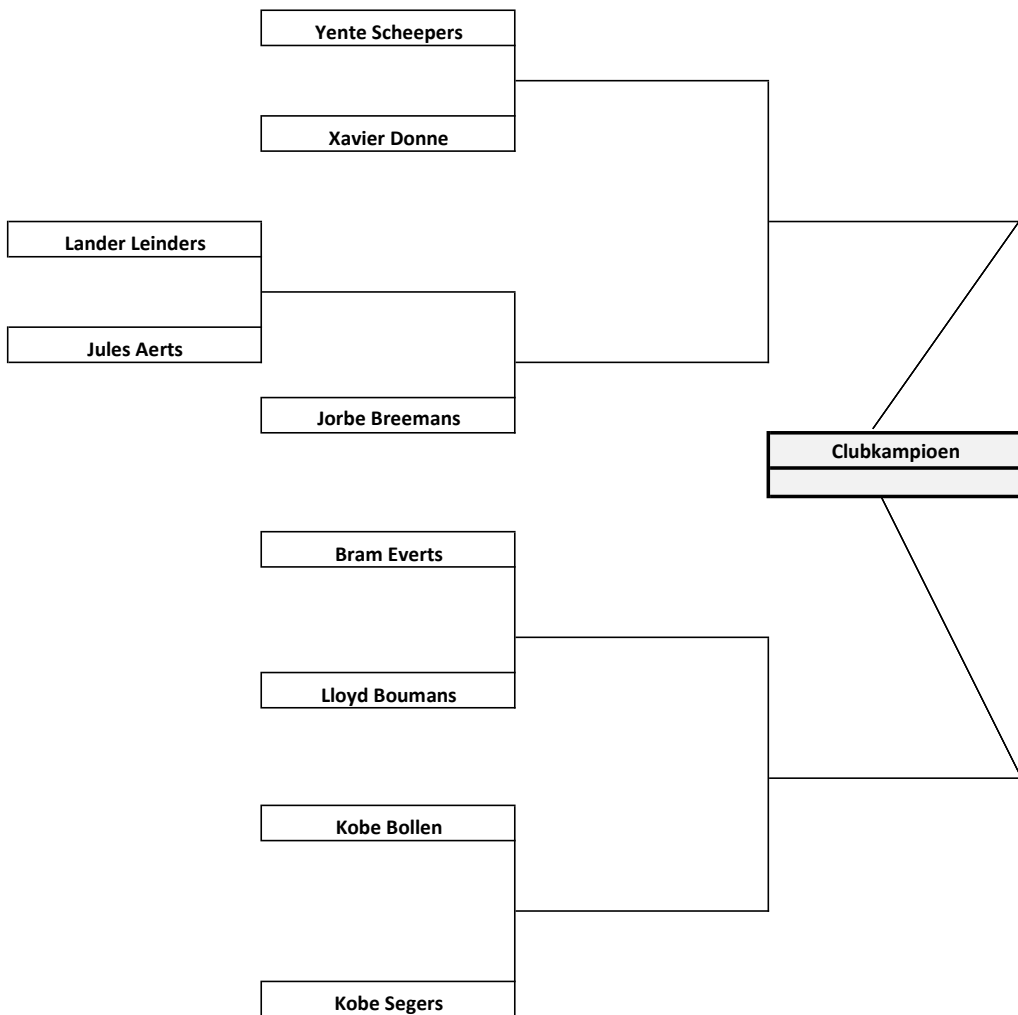 Yente Scheepers
Xavier Donne
Lander Leinders
Jules Aerts
Jorbe Breemans
Clubkampioen
Bram Everts
Lloyd Boumans
Kobe Bollen
Kobe Segers